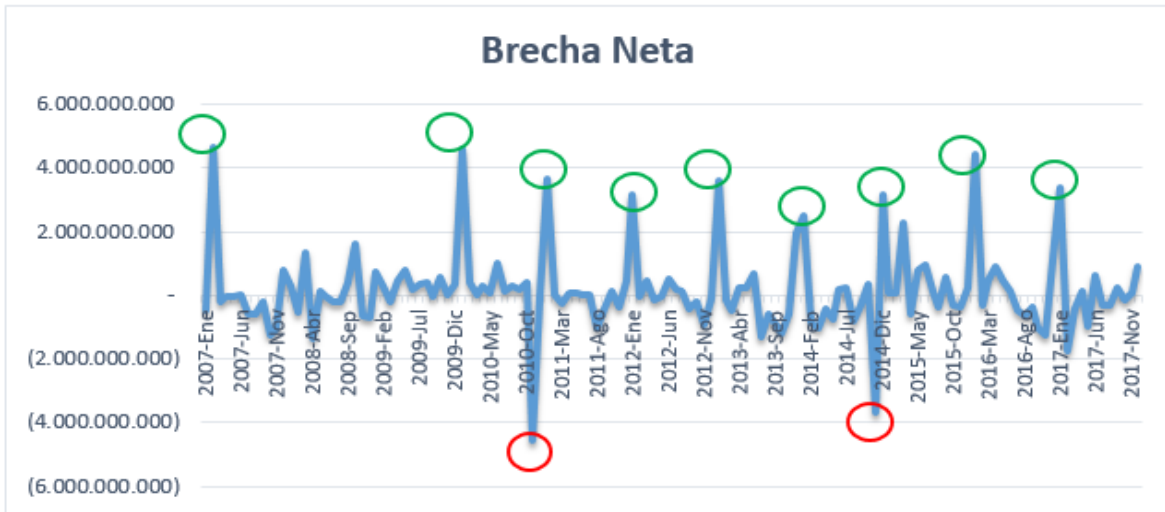 Brecha Neta
6.000.000.000
4.000.000.000
2.000.000.000
-
(2.000.000.000)
(4.000.000.000)
(6.000.000.000)
2007-Ene
2007-Jun
2007-Nov
2008-Abr
2008-Sep
2009-Feb
2009-Jul
2009-Dic
2010-May
2010-Oct
2011-Mar
2011-Ago
2012-Ene
2012-Jun
2012-Nov
2013-Abr
2013-Sep
2014-Feb
2014-Jul
2014-Dic
2015-May
2015-Oct
2016-Mar
2016-Ago
2017-Ene
2017-Jun
2017-Nov